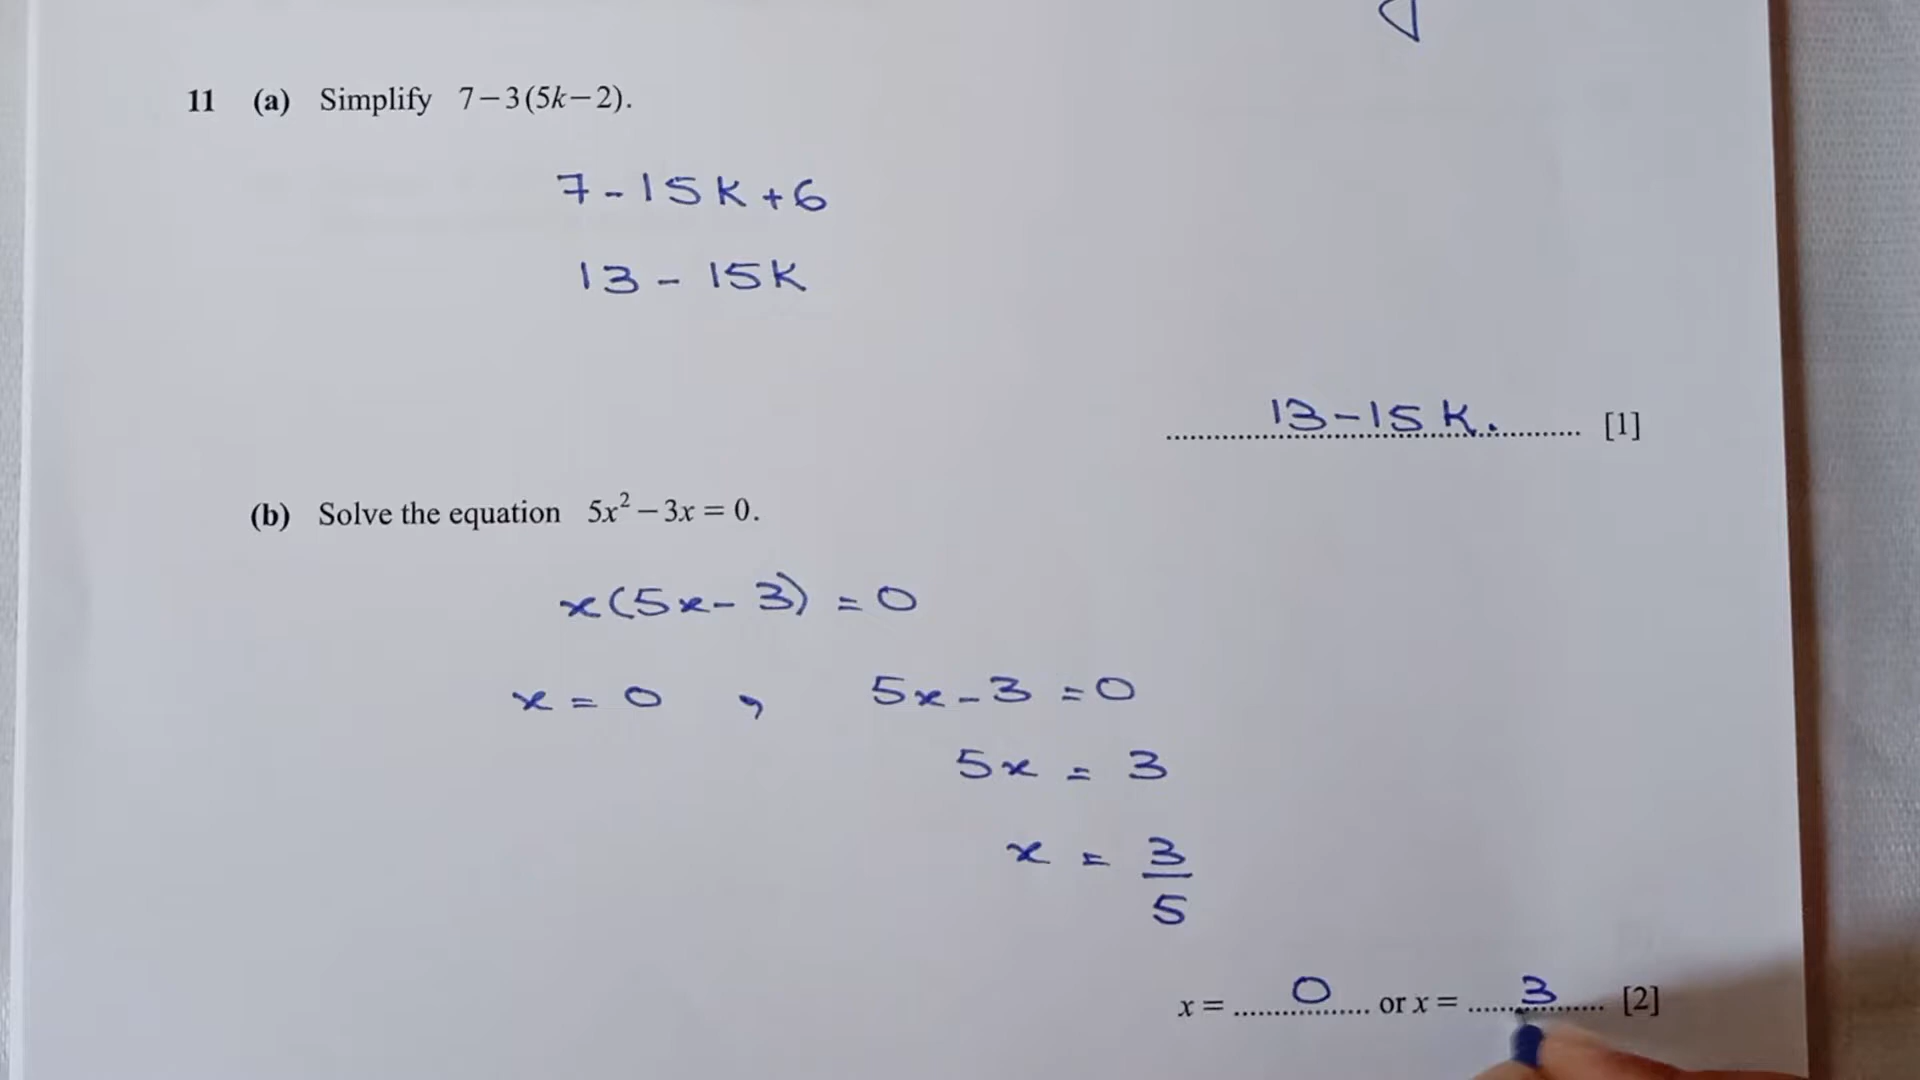 11 (a) Simplify 7-3(5k-2).
7-15K+6
13-15K
13-15K. [1]
(b) Solve the equation 5x² - 3x = 0.
x(5x-3) = 0
x = 0 , 5x-3 = 0
5x = 3
x = 3/5
x = 0 or x = 3 [2]